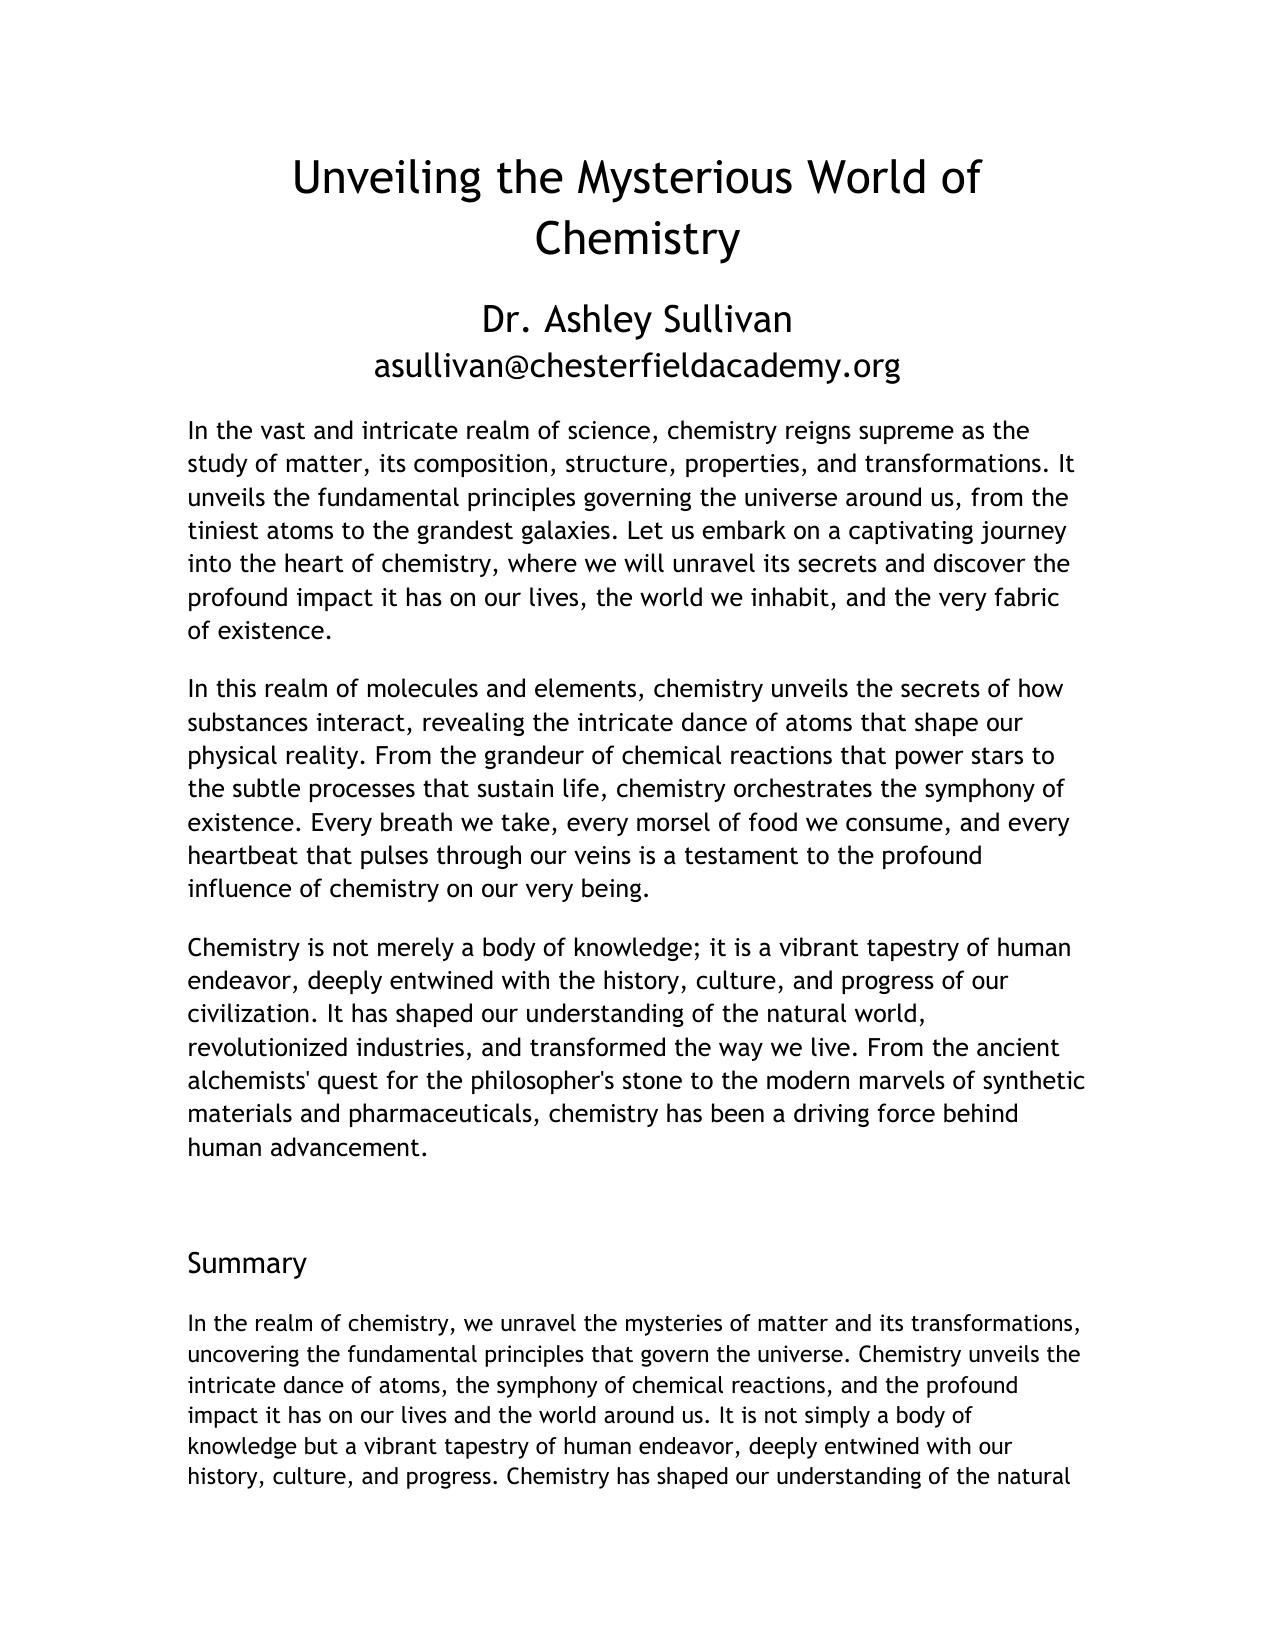 Unveiling the Mysterious World of
Chemistry
Dr. Ashley Sullivan
asullivan@chesterfieldacademy.org
In the vast and intricate realm of science, chemistry reigns supreme as the
study of matter, its composition, structure, properties, and transformations. It
unveils the fundamental principles governing the universe around us, from the
tiniest atoms to the grandest galaxies. Let us embark on a captivating journey
into the heart of chemistry, where we will unravel its secrets and discover the
profound impact it has on our lives, the world we inhabit, and the very fabric
of existence.
In this realm of molecules and elements, chemistry unveils the secrets of how
substances interact, revealing the intricate dance of atoms that shape our
physical reality. From the grandeur of chemical reactions that power stars to
the subtle processes that sustain life, chemistry orchestrates the symphony of
existence. Every breath we take, every morsel of food we consume, and every
heartbeat that pulses through our veins is a testament to the profound
influence of chemistry on our very being.
Chemistry is not merely a body of knowledge; it is a vibrant tapestry of human
endeavor, deeply entwined with the history, culture, and progress of our
civilization. It has shaped our understanding of the natural world,
revolutionized industries, and transformed the way we live. From the ancient
alchemists' quest for the philosopher's stone to the modern marvels of synthetic
materials and pharmaceuticals, chemistry has been a driving force behind
human advancement.
Summary
In the realm of chemistry, we unravel the mysteries of matter and its transformations,
uncovering the fundamental principles that govern the universe. Chemistry unveils the
intricate dance of atoms, the symphony of chemical reactions, and the profound
impact it has on our lives and the world around us. It is not simply a body of
knowledge but a vibrant tapestry of human endeavor, deeply entwined with our
history, culture, and progress. Chemistry has shaped our understanding of the natural